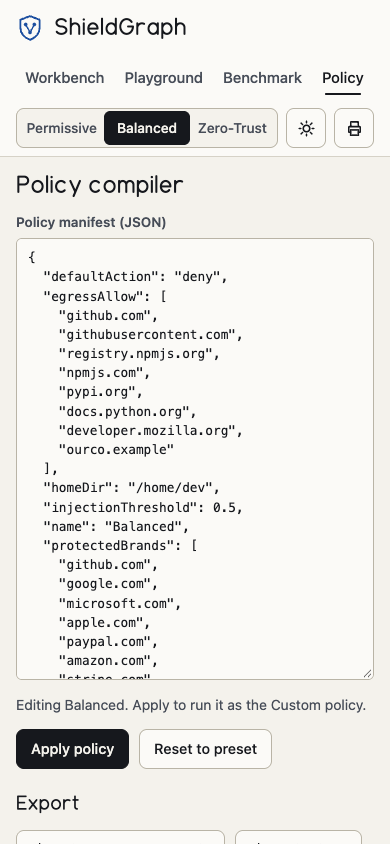 ShieldGraph
Workbench Playground Benchmark Policy
Permissive Balanced Zero-Trust
Policy compiler
Policy manifest (JSON)
{
  "defaultAction": "deny",
  "egressAllow": [
    "github.com",
    "githubusercontent.com",
    "registry.npmjs.org",
    "npmjs.com",
    "pypi.org",
    "docs.python.org",
    "developer.mozilla.org",
    "ourco.example"
  ],
  "homeDir": "/home/dev",
  "injectionThreshold": 0.5,
  "name": "Balanced",
  "protectedBrands": [
    "github.com",
    "google.com",
    "microsoft.com",
    "apple.com",
    "paypal.com",
    "amazon.com",
Editing Balanced. Apply to run it as the Custom policy.
Apply policy Reset to preset
Export